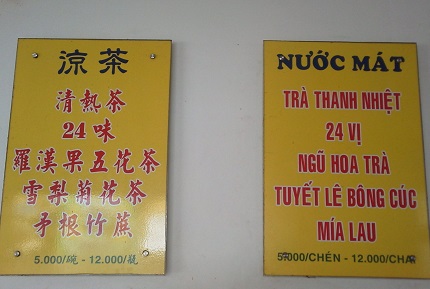 涼茶
清熱茶
24味
羅漢果五花茶
雪梨菊花茶
矛根竹蔗
5.000/碗 - 12.000/瓶
NƯỚC MÁT
TRÀ THANH NHIỆT
24 VỊ
NGŨ HOA TRÀ
TUYẾT LÊ BÔNG CÚC
MÍA LAU
5.000/CHÉN - 12.000/CHAI